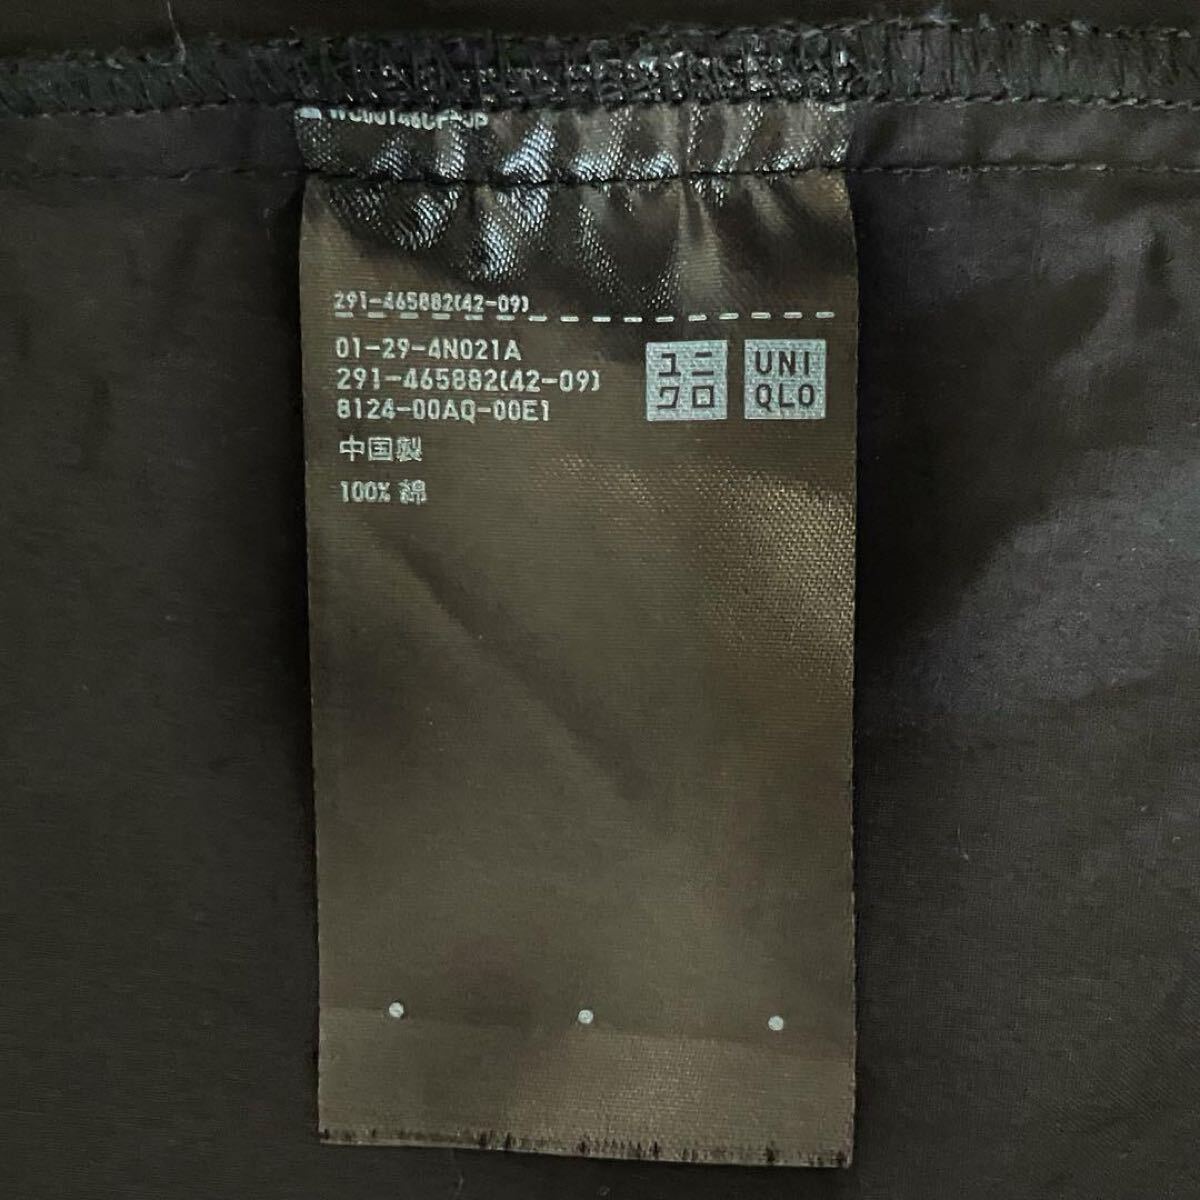 291-465882(42-09)
01-29-4N021A
291-465882(42-09)
8124-00AQ-00E1
中国製
100% 綿
ユニ
クロ
UNI
QLO